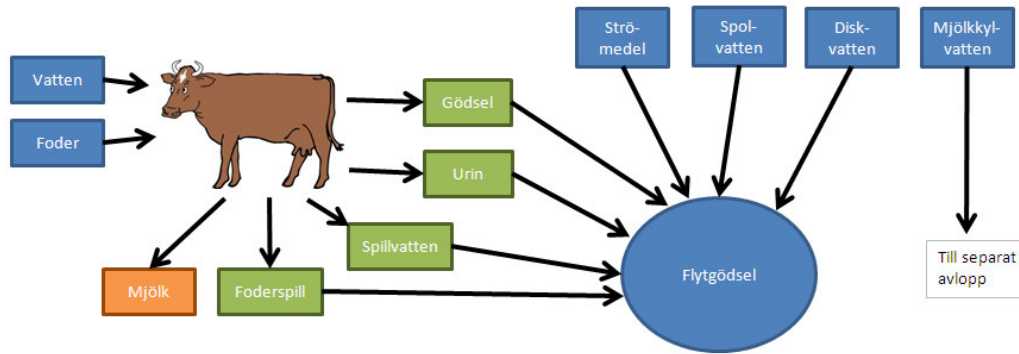 Strö-
medel
Spol-
vatten
Disk-
vatten
Mjölkkyl-
vatten
Vatten
Foder
Gödsel
Urin
Spillvatten
Mjölk
Foderspill
Flytgödsel
Till separat
avlopp